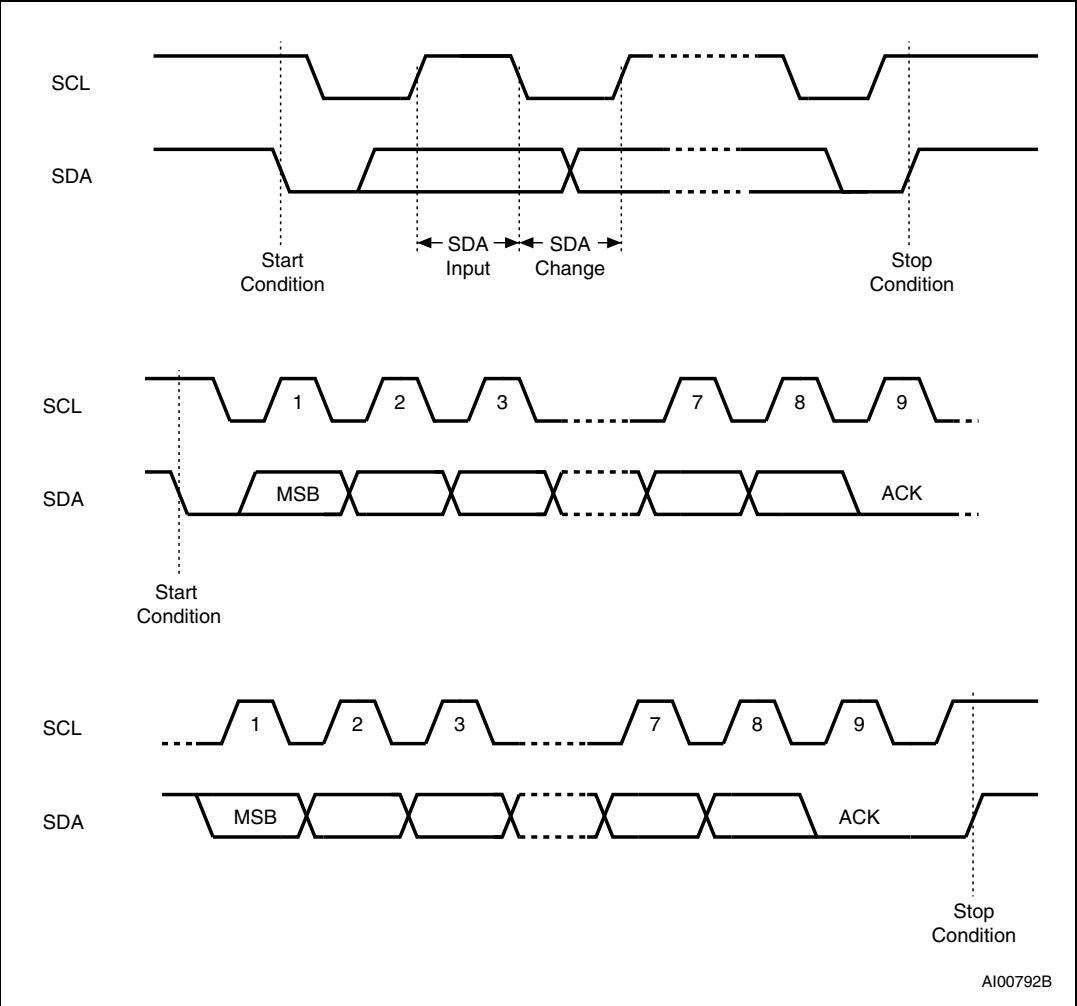 SCL
SDA
SDA
Input
SDA
Change
Start
Condition
Stop
Condition
SCL
1 2 3 7 8 9
SDA
MSB ACK
Start
Condition
SCL
1 2 3 7 8 9
SDA
MSB ACK
Stop
Condition
AI00792B